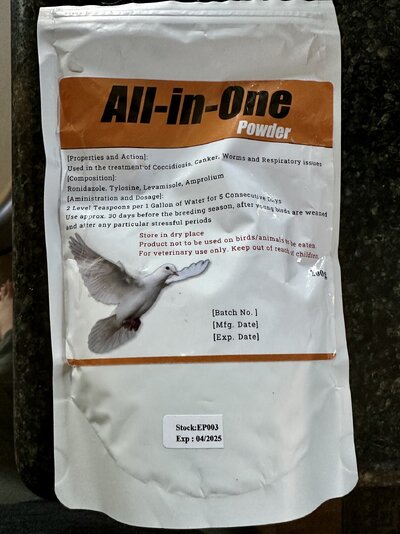 All-in-One
Powder
[Properties and Action]:
Used in the treatment of Coccidiosis, Canker, Worms and Respiratory issues
[Composition]:
Ronidazole, Tylosine, Levamisole, Amprolium
[Aministration and Dosage]:
2 Level Teaspoons per 1 Gallon of Water for 5 Consecutive Days
Use approx. 30 days before the breeding season, after young birds are weaned
and after any particular stressful periods
Store in dry place
Product not to be used on birds/animals to be eaten
For veterinary use only. Keep out of reach of children.
100g
[Batch No. ]
[Mfg. Date]
[Exp. Date]
Stock:EP003
Exp : 04/2025